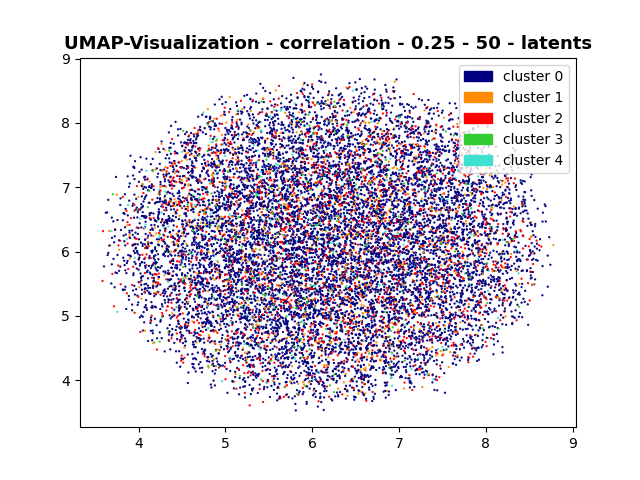 UMAP-Visualization - correlation - 0.25 - 50 - latents
cluster 0
cluster 1
cluster 2
cluster 3
cluster 4
9
8
7
6
5
4
4 5 6 7 8 9